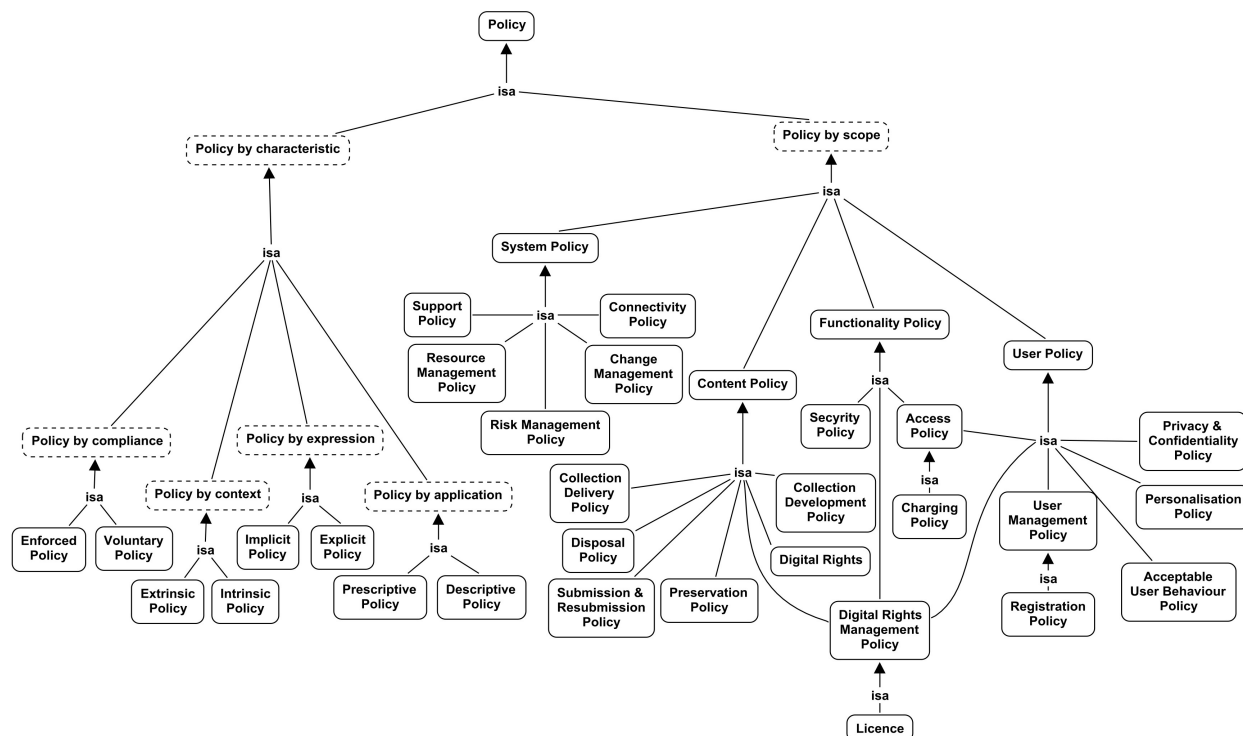 Policy
isa
Policy by characteristic
Policy by scope
isa
isa
System Policy
Support
Policy
isa
Connectivity
Policy
Resource
Management
Policy
Change
Management
Policy
Risk Management
Policy
Functionality Policy
User Policy
Content Policy
isa
Secyrity
Policy
Access
Policy
isa
Charging
Policy
isa
Privacy &
Confidentiality
Policy
Personalisation
Policy
User
Management
Policy
isa
Registration
Policy
Acceptable
User Behaviour
Policy
Policy by compliance
isa
Enforced
Policy
Voluntary
Policy
Policy by context
isa
Extrinsic
Policy
Intrinsic
Policy
Policy by expression
isa
Implicit
Policy
Explicit
Policy
Policy by application
isa
Prescriptive
Policy
Descriptive
Policy
isa
Collection
Delivery
Policy
Collection
Development
Policy
Disposal
Policy
Digital Rights
Submission &
Resubmission
Policy
Preservation
Policy
Digital Rights
Management
Policy
isa
Licence